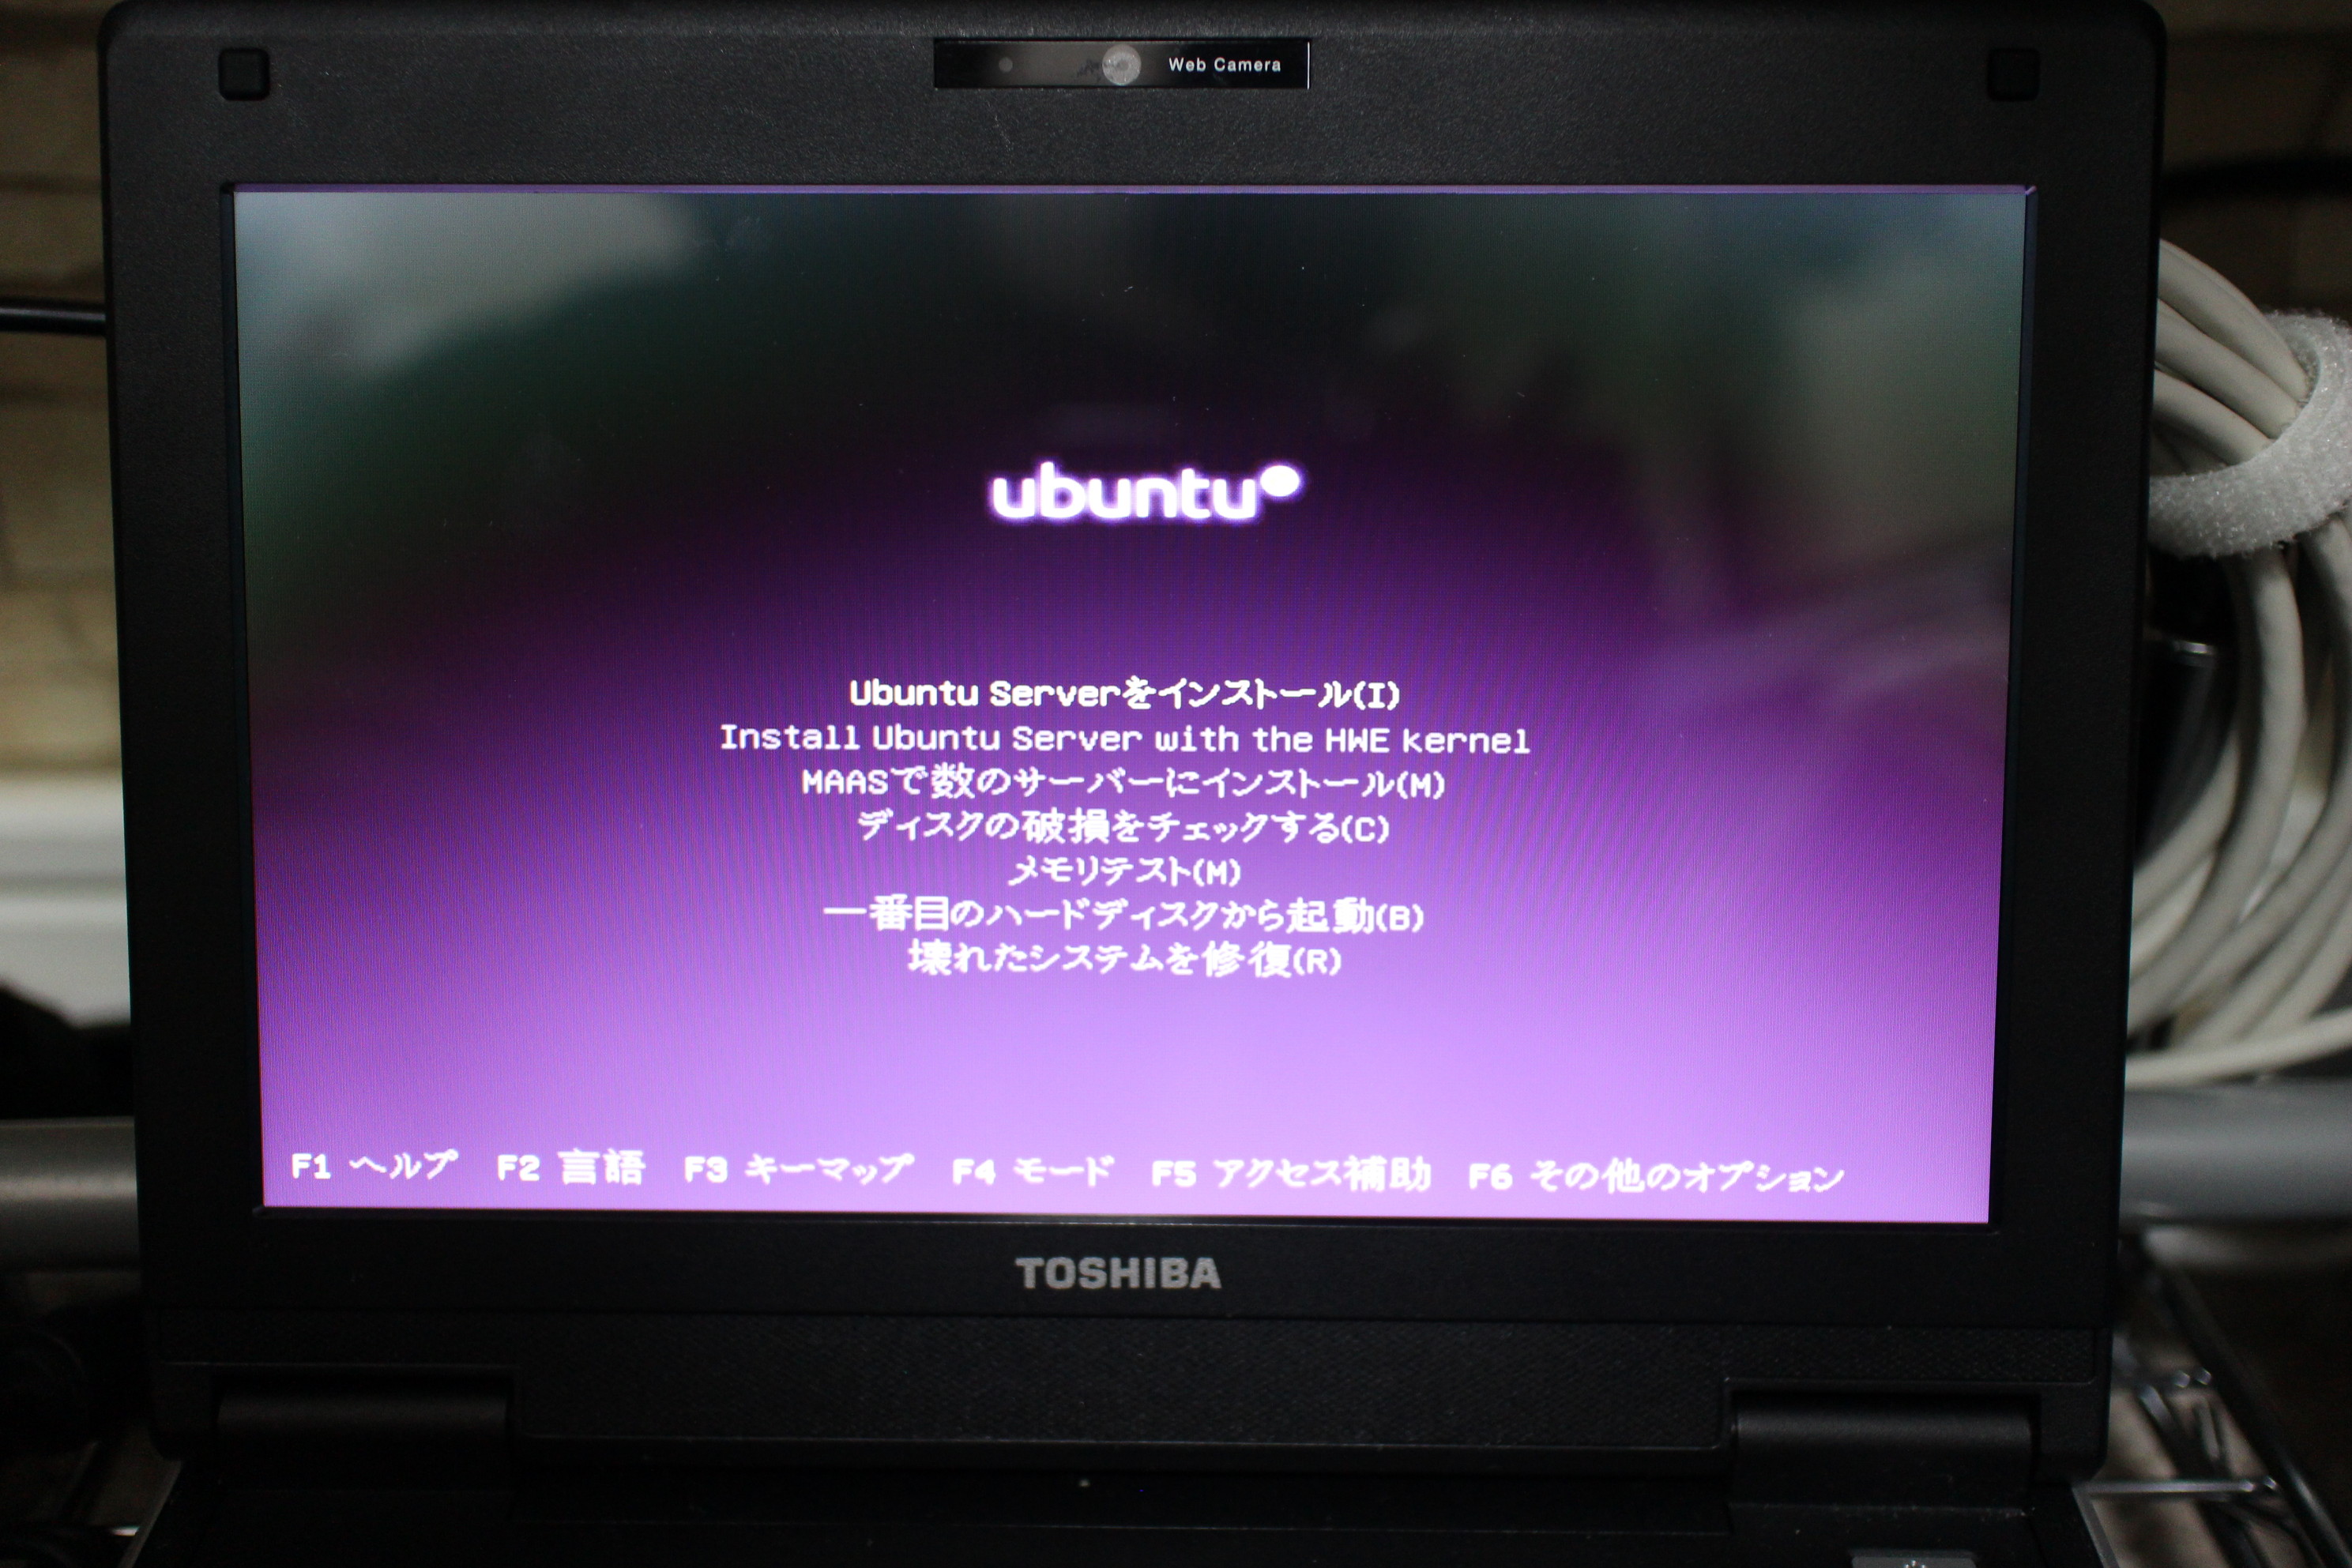 Web Camera
ubuntu
Ubuntu Serverをインストール(I)
Install Ubuntu Server with the HWE kernel
MAASで数のサーバーにインストール(M)
ディスクの破損をチェックする(C)
メモリテスト(M)
一番目のハードディスクから起動(B)
壊れたシステムを修復(R)
F1 ヘルプ F2 言語 F3 キーマップ F4 モード F5 アクセス補助 F6 その他のオプション
TOSHIBA